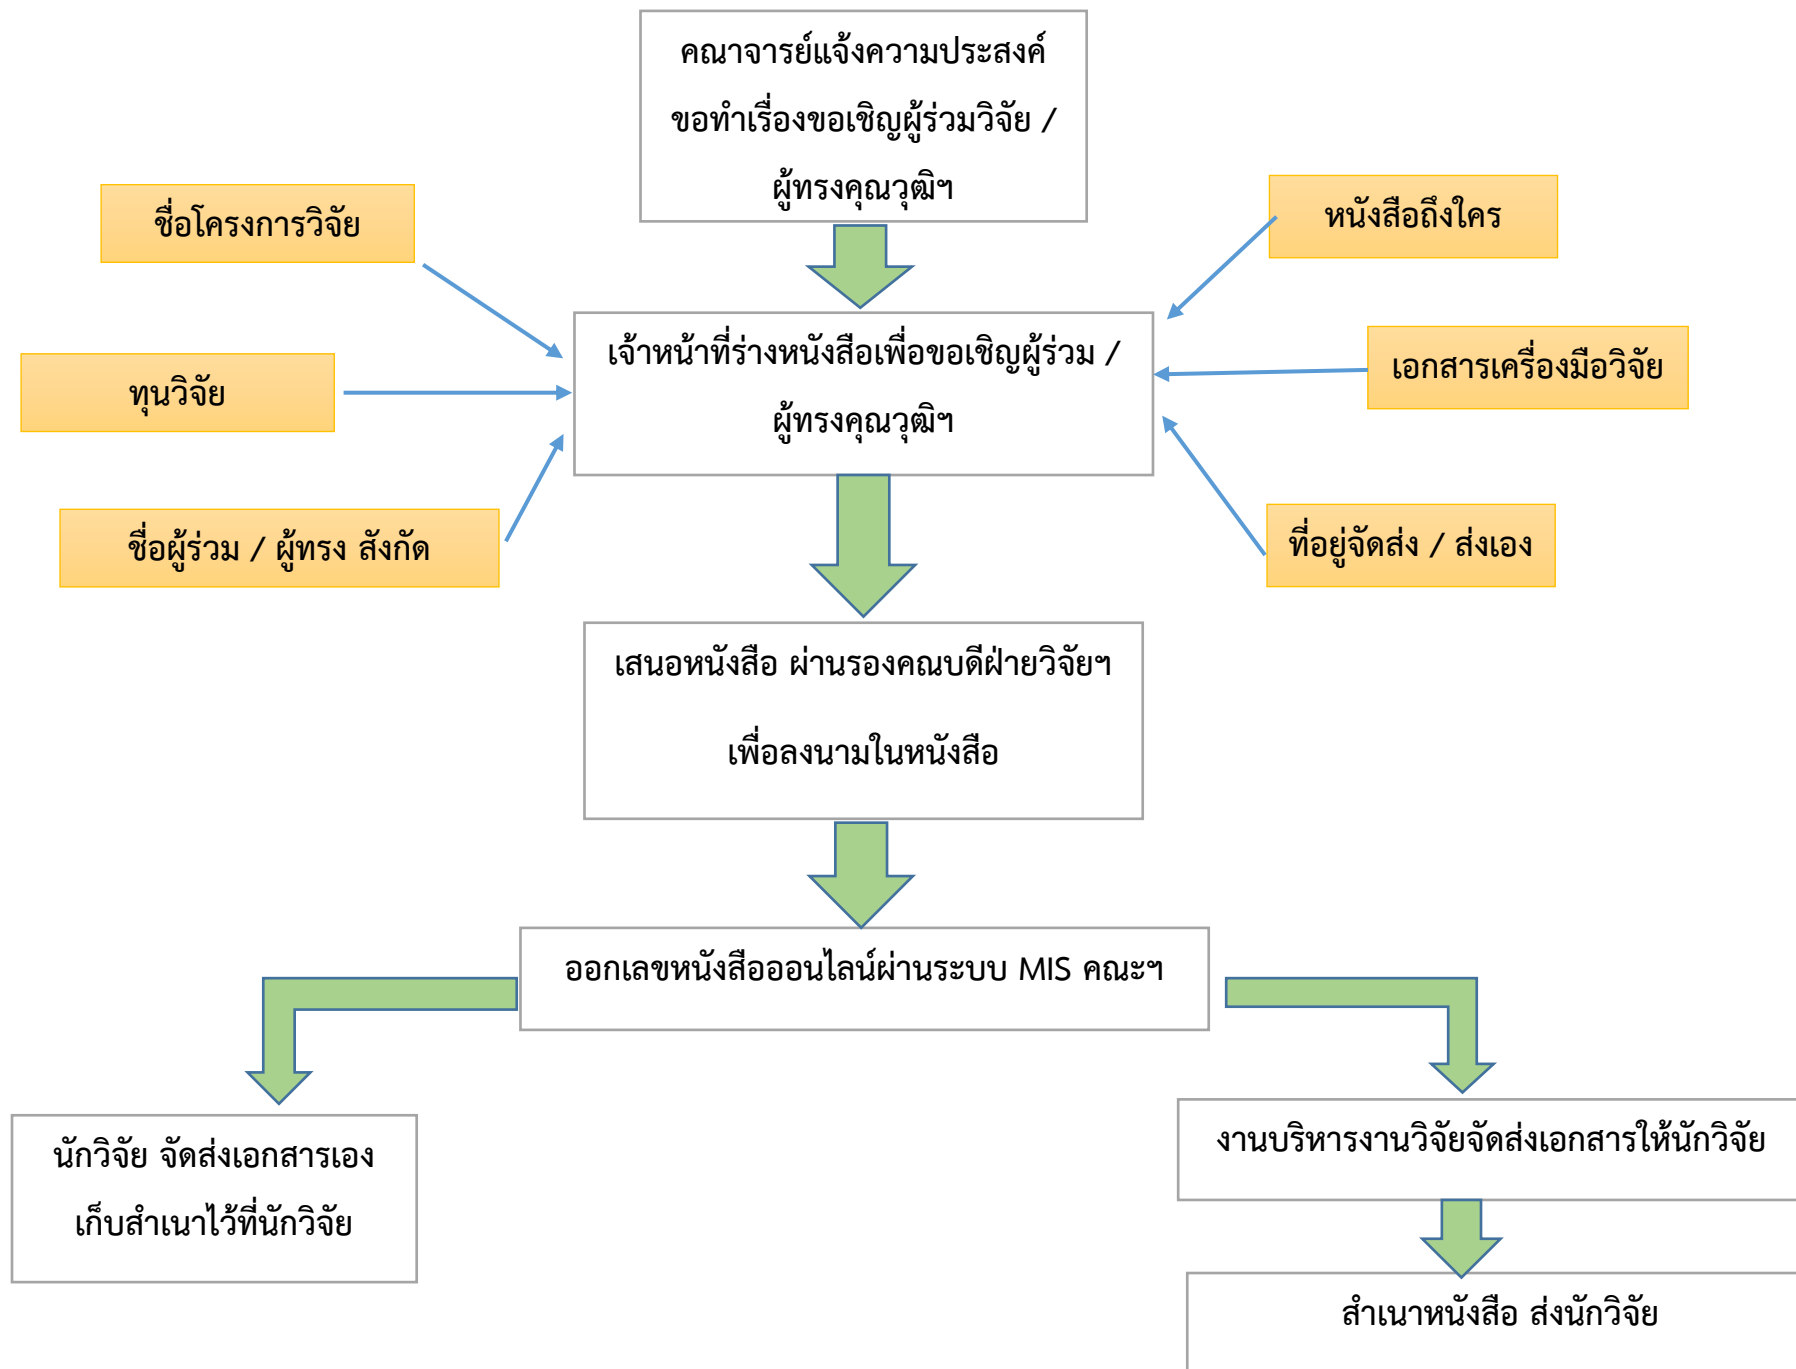 คณาจารย์แจ้งความประสงค์
ขอทำเรื่องขอเชิญผู้ร่วมวิจัย /
ผู้ทรงคุณวุฒิฯ
ชื่อโครงการวิจัย
หนังสือถึงใคร
เจ้าหน้าที่ร่างหนังสือเพื่อขอเชิญผู้ร่วม /
ผู้ทรงคุณวุฒิฯ
ทุนวิจัย
เอกสารเครื่องมือวิจัย
ชื่อผู้ร่วม / ผู้ทรง สังกัด
ที่อยู่จัดส่ง / ส่งเอง
เสนอหนังสือ ผ่านรองคณบดีฝ่ายวิจัยฯ
เพื่อลงนามในหนังสือ
ออกเลขหนังสือออนไลน์ผ่านระบบ MIS คณะฯ
นักวิจัย จัดส่งเอกสารเอง
เก็บสำเนาไว้ที่นักวิจัย
งานบริหารงานวิจัยจัดส่งเอกสารให้นักวิจัย
สำเนาหนังสือ ส่งนักวิจัย